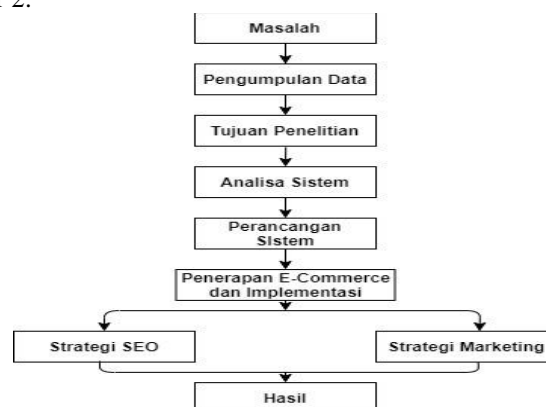 2.
Masalah
Pengumpulan Data
Tujuan Penelitian
Analisa Sistem
Perancangan
SIstem
Penerapan E-Commerce
dan Implementasi
Strategi SEO
Strategi Marketing
Hasil